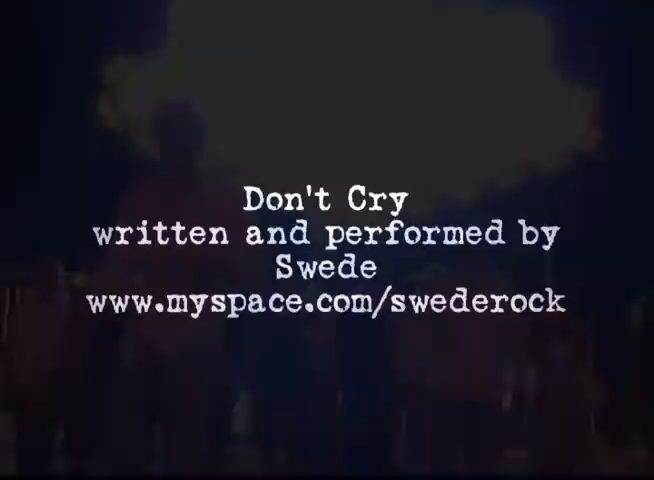 Don't Cry
written and performed by
Swede
www.myspace.com/swederock